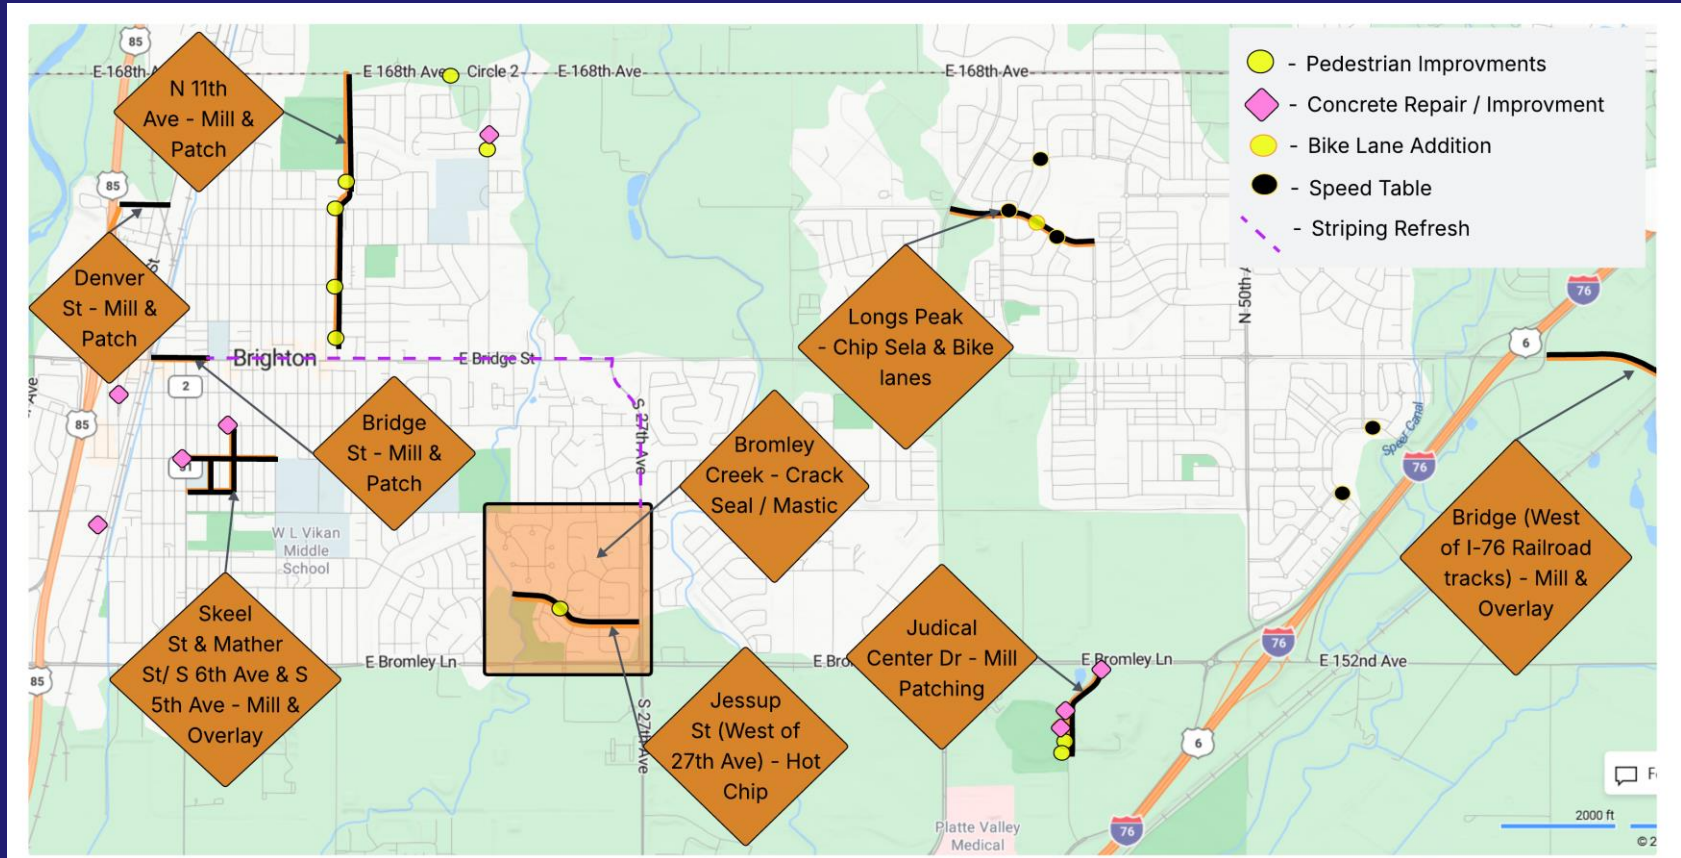 85
E 168th Ave
Circle 2
E 168th Ave
E 168th Ave
- Pedestrian Improvments
- Concrete Repair / Improvment
- Bike Lane Addition
- Speed Table
- Striping Refresh
N 11th
Ave - Mill &
Patch
85
Denver
St - Mill &
Patch
St
N 50th A
76
6
Longs Peak
- Chip Sela & Bike
lanes
Brighton
E Bridge St
2
Ave
85
Bridge
St - Mill &
Patch
S 27th Ave
Bromley
Creek - Crack
Seal / Mastic
Speer Canal
76
Bridge (West
of I-76 Railroad
tracks) - Mill &
Overlay
W L Vikan
Middle
School
Skeel
St & Mather
St/ S 6th Ave & S
5th Ave - Mill &
Overlay
85
E Bromley Ln
E Bro
Judical
Center Dr - Mill
Patching
E Bromley Ln
76
E 152nd Ave
Jessup
St (West of
27th Ave) - Hot
Chip
S 27th Ave
6
Platte Valley
Medical
76
2000 ft